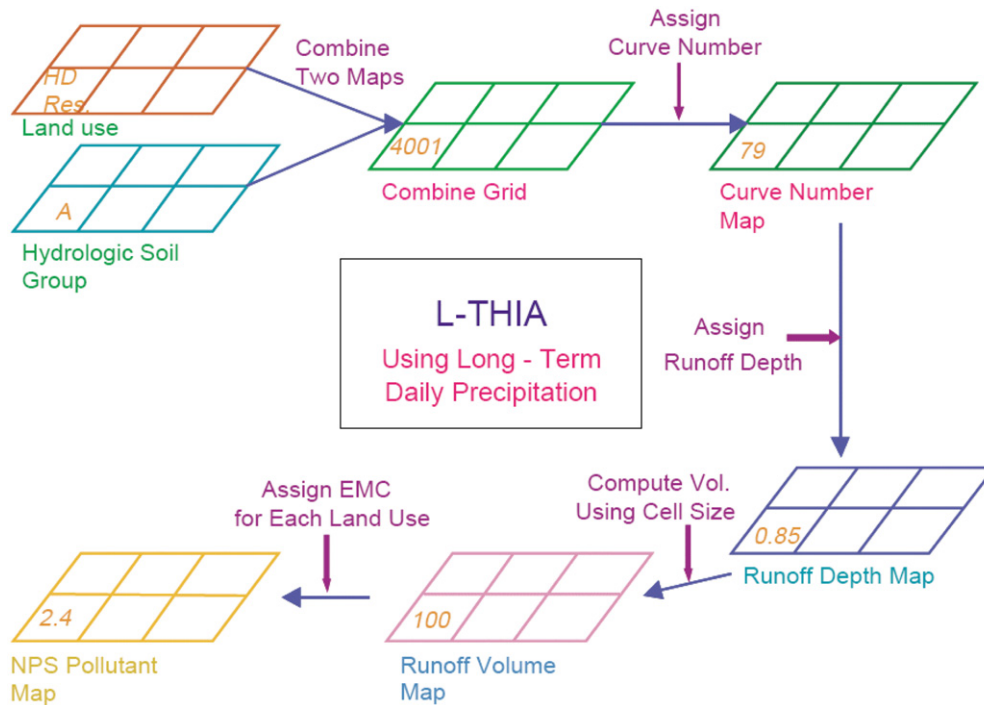 HD
Res.
Land use
Combine
Two Maps
Assign
Curve Number
4001
Combine Grid
79
Curve Number
Map
A
Hydrologic Soil
Group
L-THIA
Using Long - Term
Daily Precipitation
Assign
Runoff Depth
0.85
Runoff Depth Map
Compute Vol.
Using Cell Size
100
Runoff Volume
Map
Assign EMC
for Each Land Use
2.4
NPS Pollutant
Map